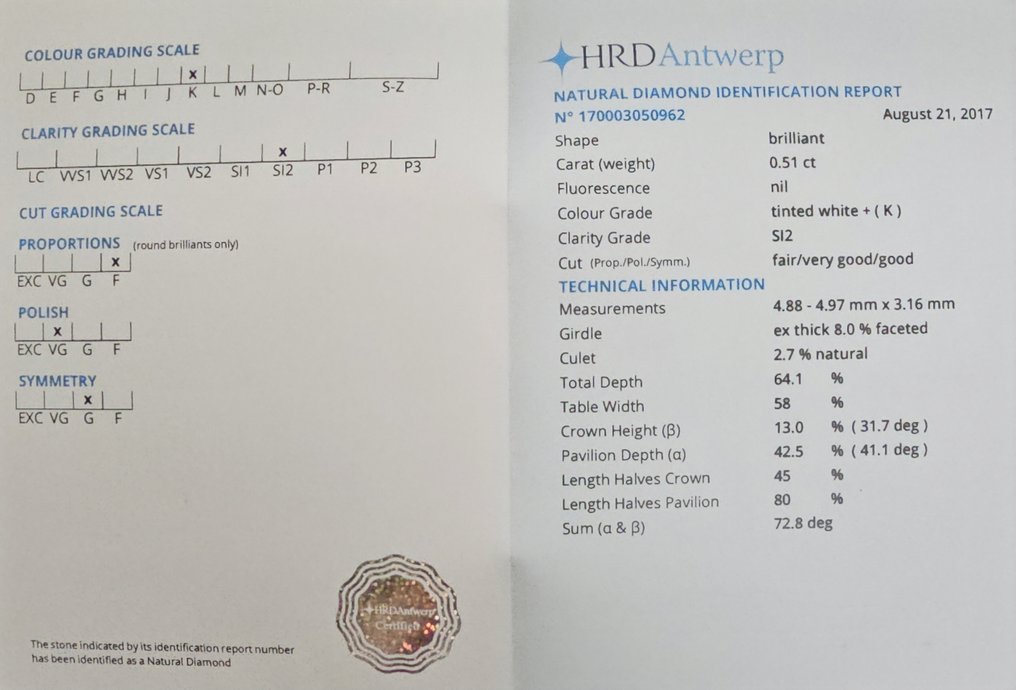 COLOUR GRADING SCALE
x
D E F G H I J K L M N-O P-R S-Z
CLARITY GRADING SCALE
x
LC VVS1 VVS2 VS1 VS2 SI1 SI2 P1 P2 P3
CUT GRADING SCALE
PROPORTIONS (round brilliants only)
x
EXC VG G F
POLISH
x
EXC VG G F
SYMMETRY
x
EXC VG G F
HRDAntwerp
Certified
The stone indicated by its identification report number
has been identified as a Natural Diamond
HRDAntwerp
NATURAL DIAMOND IDENTIFICATION REPORT
N° 170003050962 August 21, 2017
Shape brilliant
Carat (weight) 0.51 ct
Fluorescence nil
Colour Grade tinted white + ( K )
Clarity Grade SI2
Cut (Prop./Pol./Symm.) fair/very good/good
TECHNICAL INFORMATION
Measurements 4.88 - 4.97 mm x 3.16 mm
Girdle ex thick 8.0 % faceted
Culet 2.7 % natural
Total Depth 64.1 %
Table Width 58 %
Crown Height (β) 13.0 % ( 31.7 deg )
Pavilion Depth (α) 42.5 % ( 41.1 deg )
Length Halves Crown 45 %
Length Halves Pavilion 80 %
Sum (α & β) 72.8 deg